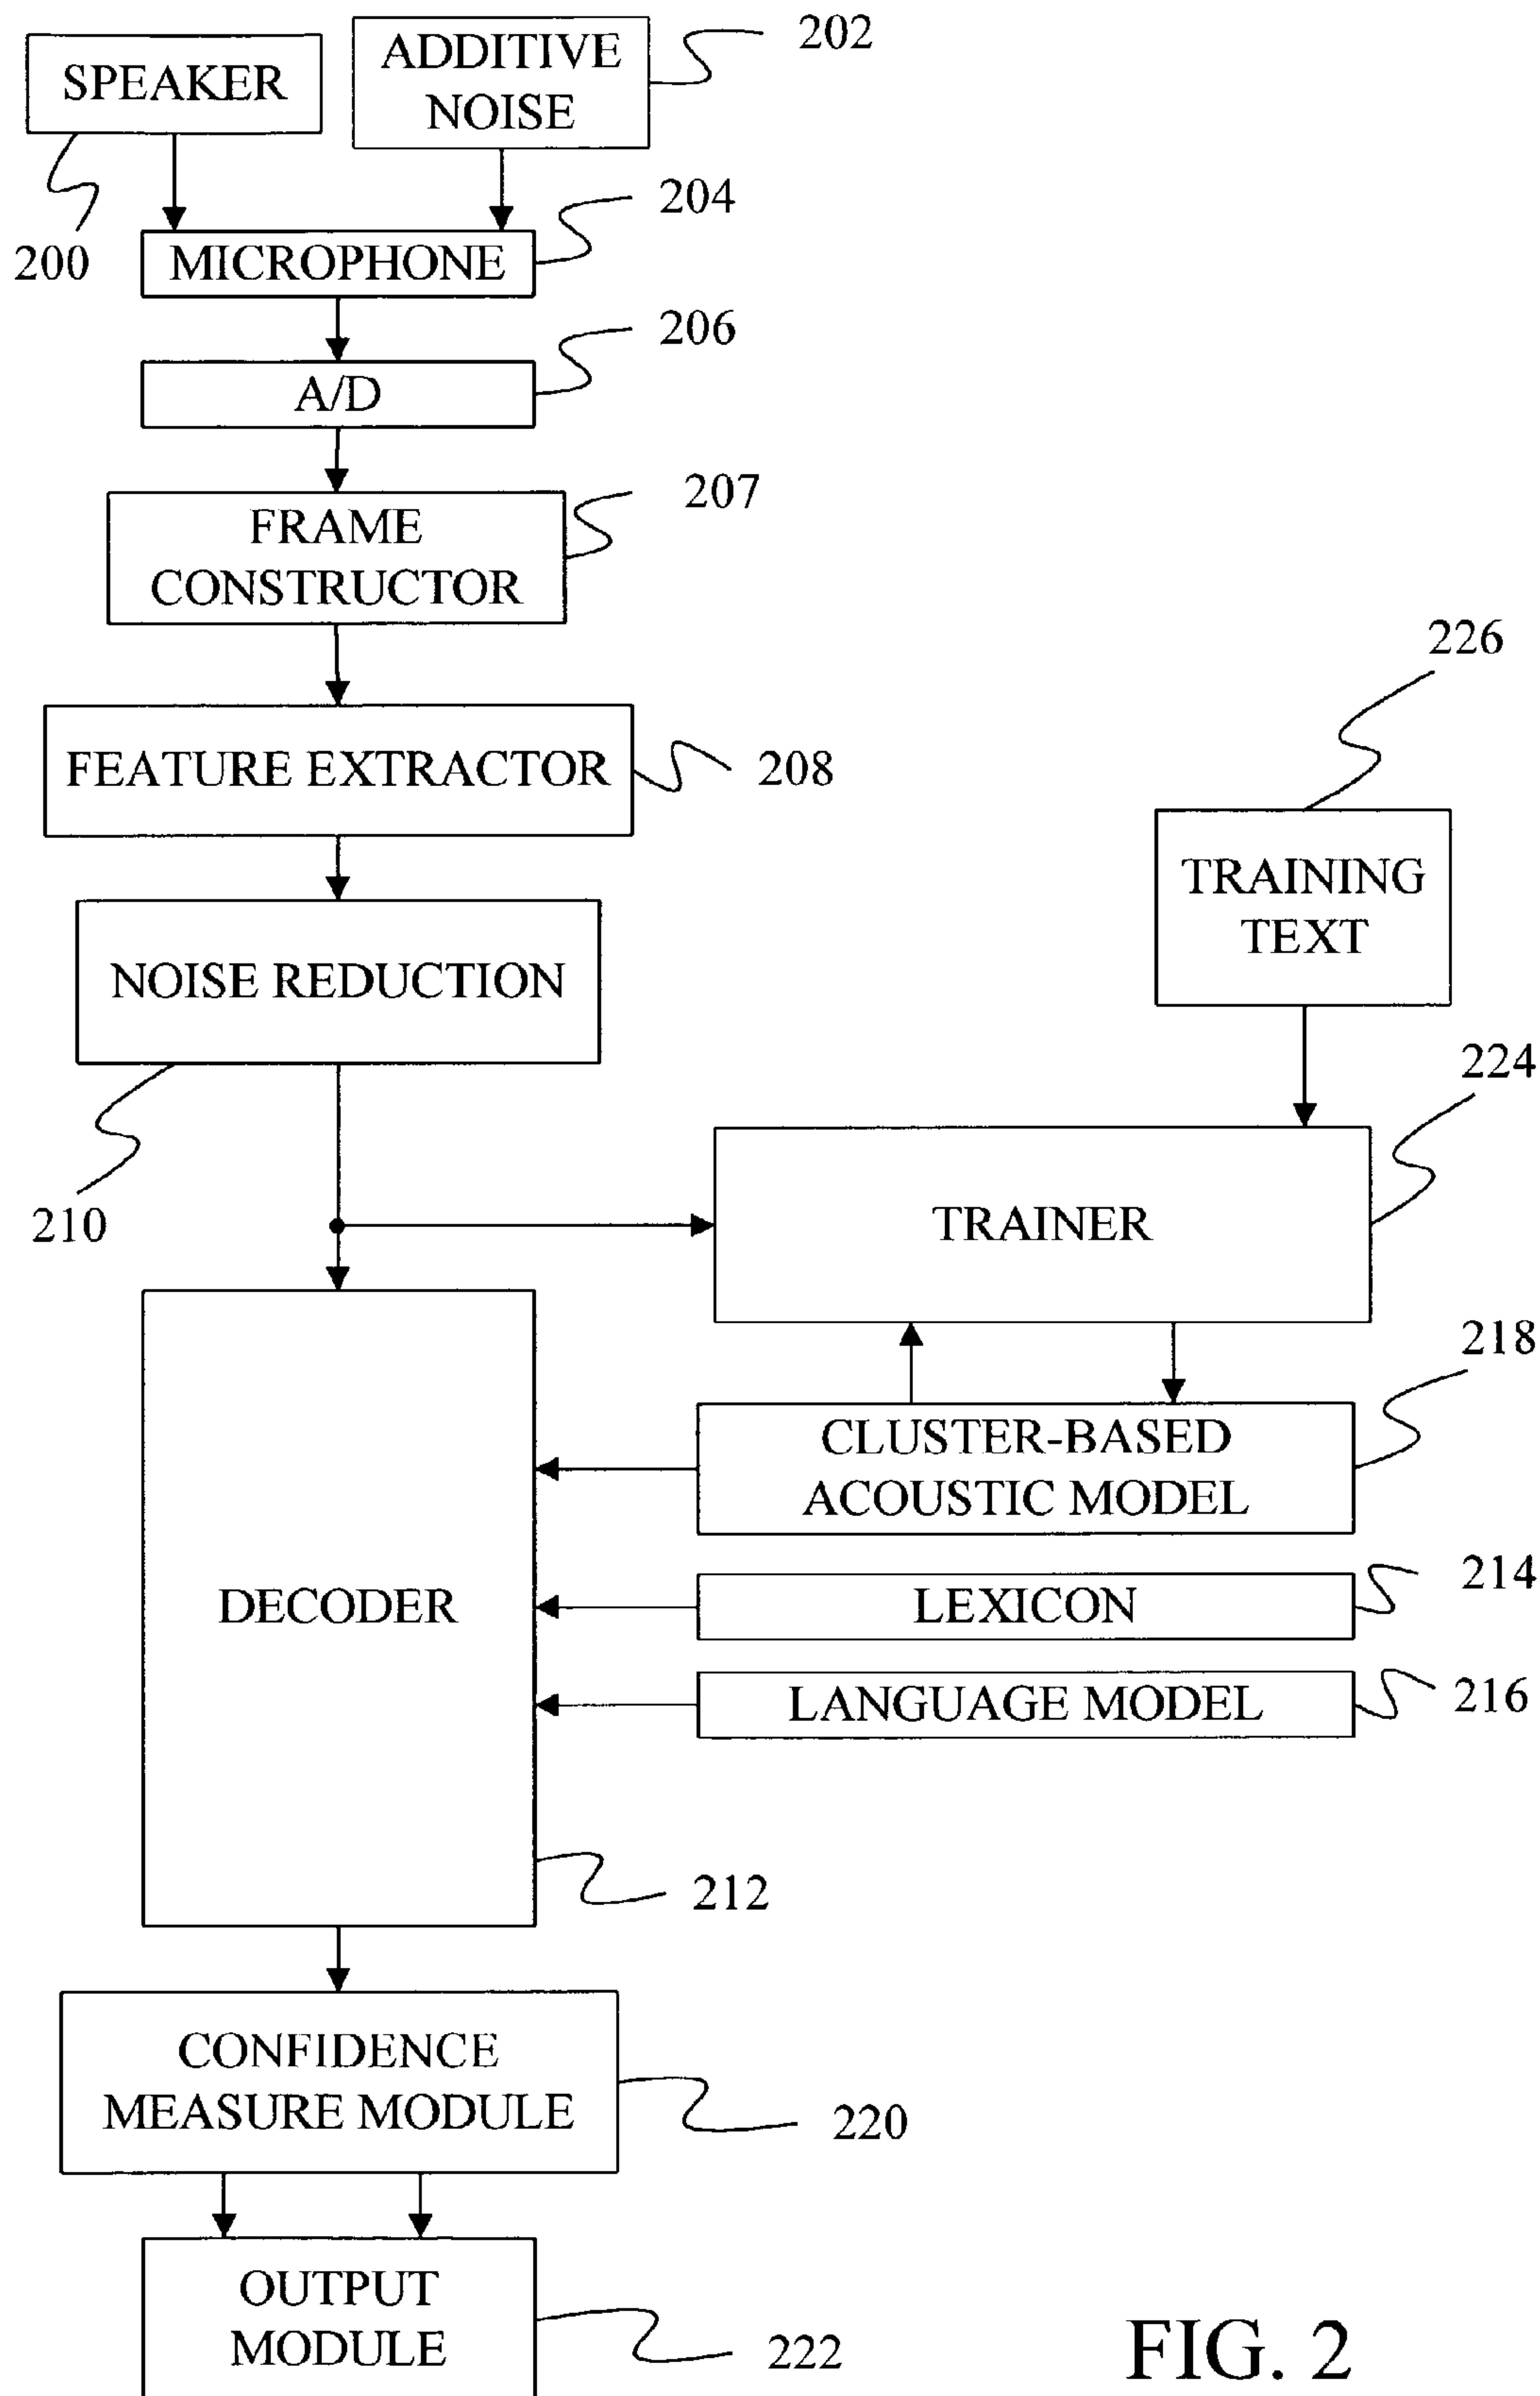 SPEAKER
ADDITIVE
NOISE
202
200
MICROPHONE
204
A/D
206
FRAME
CONSTRUCTOR
207
FEATURE EXTRACTOR
208
226
TRAINING
TEXT
NOISE REDUCTION
210
224
TRAINER
218
CLUSTER-BASED
ACOUSTIC MODEL
DECODER
LEXICON
214
LANGUAGE MODEL
216
212
CONFIDENCE
MEASURE MODULE
220
OUTPUT
MODULE
222
FIG. 2